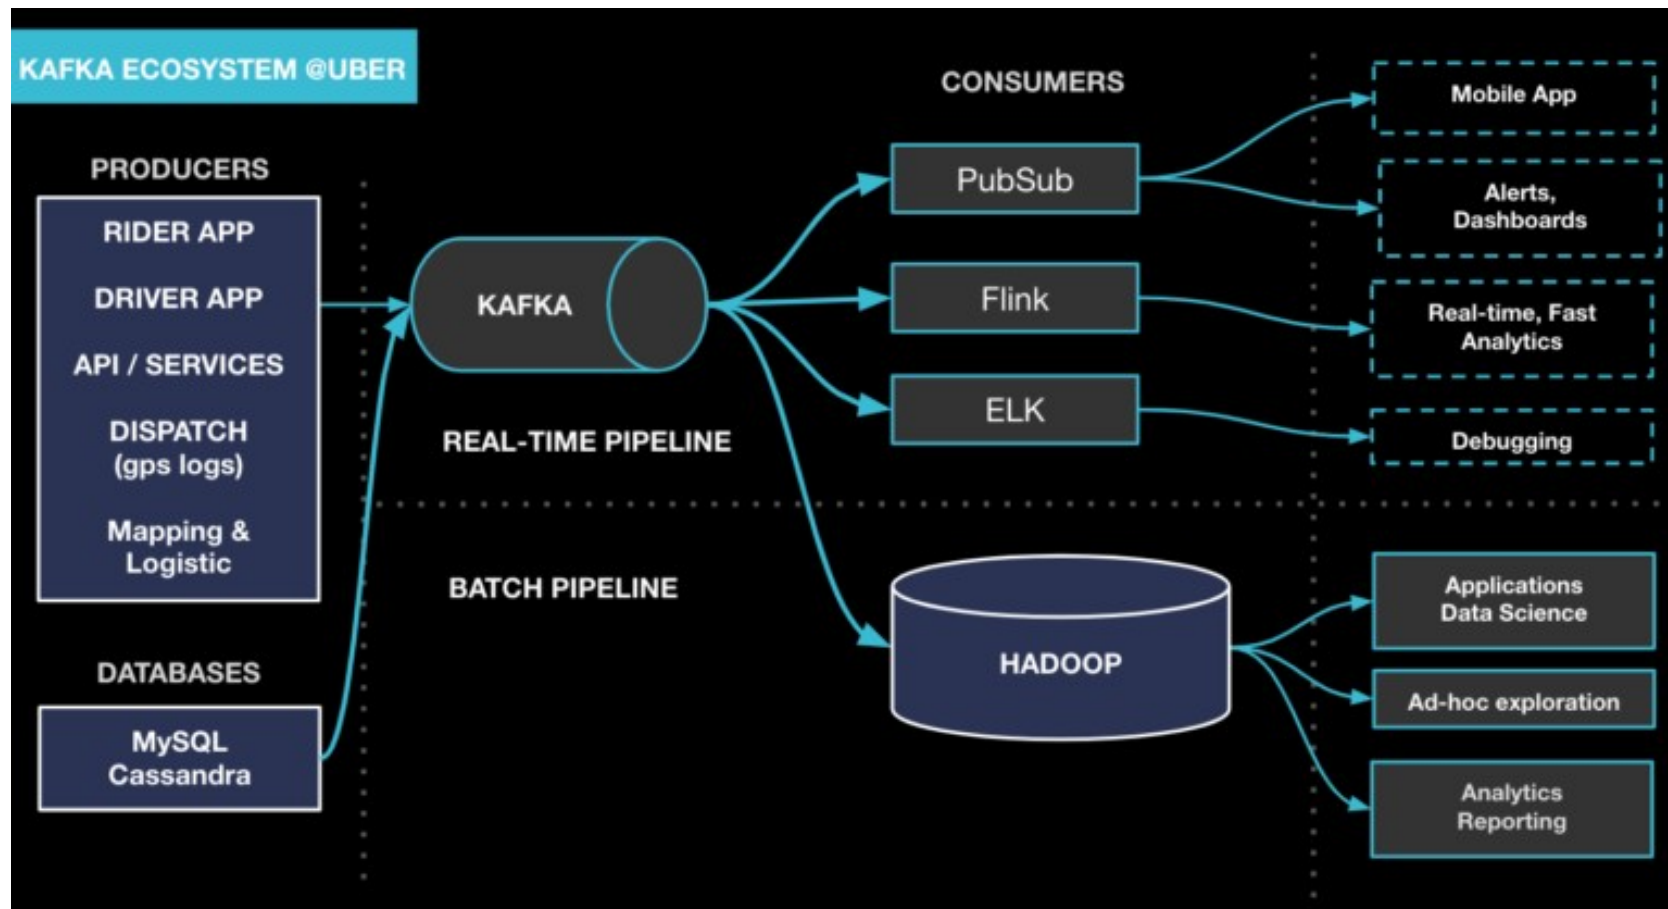 KAFKA ECOSYSTEM @UBER
PRODUCERS
RIDER APP
DRIVER APP
API / SERVICES
DISPATCH
(gps logs)
Mapping &
Logistic
DATABASES
MySQL
Cassandra
KAFKA
REAL-TIME PIPELINE
BATCH PIPELINE
CONSUMERS
PubSub
Flink
ELK
HADOOP
Mobile App
Alerts,
Dashboards
Real-time, Fast
Analytics
Debugging
Applications
Data Science
Ad-hoc exploration
Analytics
Reporting